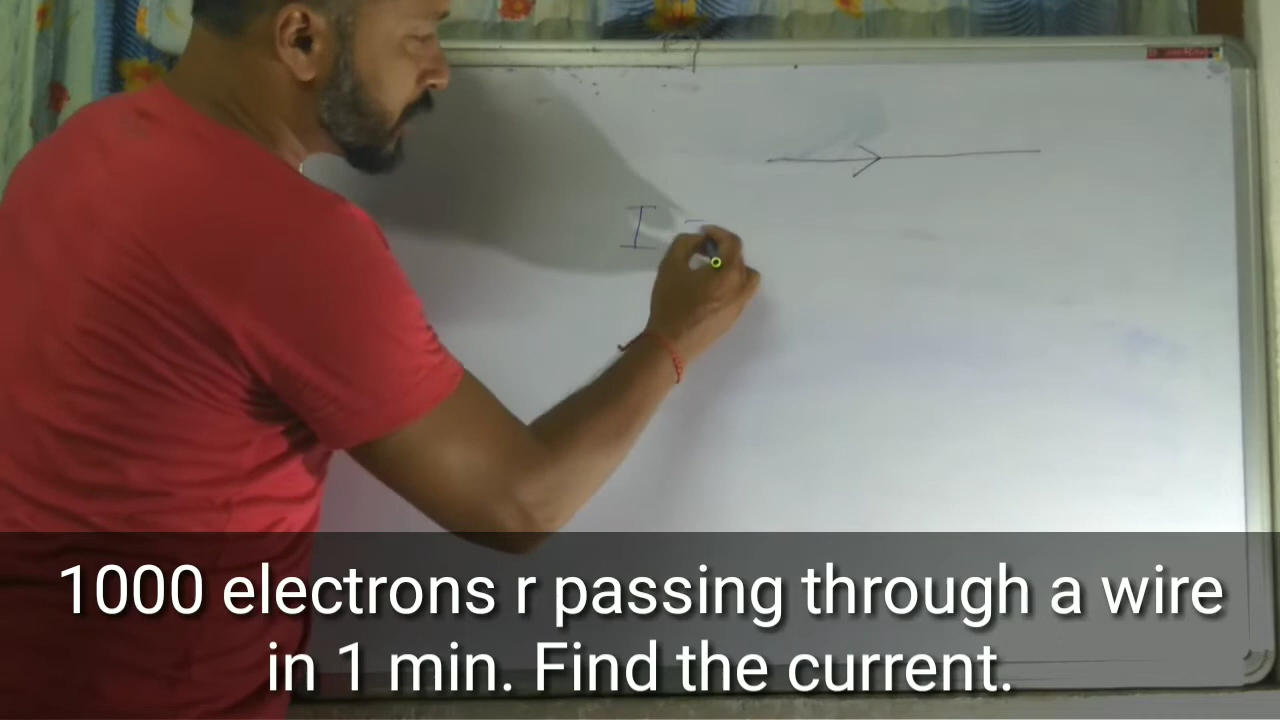 I =
1000 electrons r passing through a wire
in 1 min. Find the current.